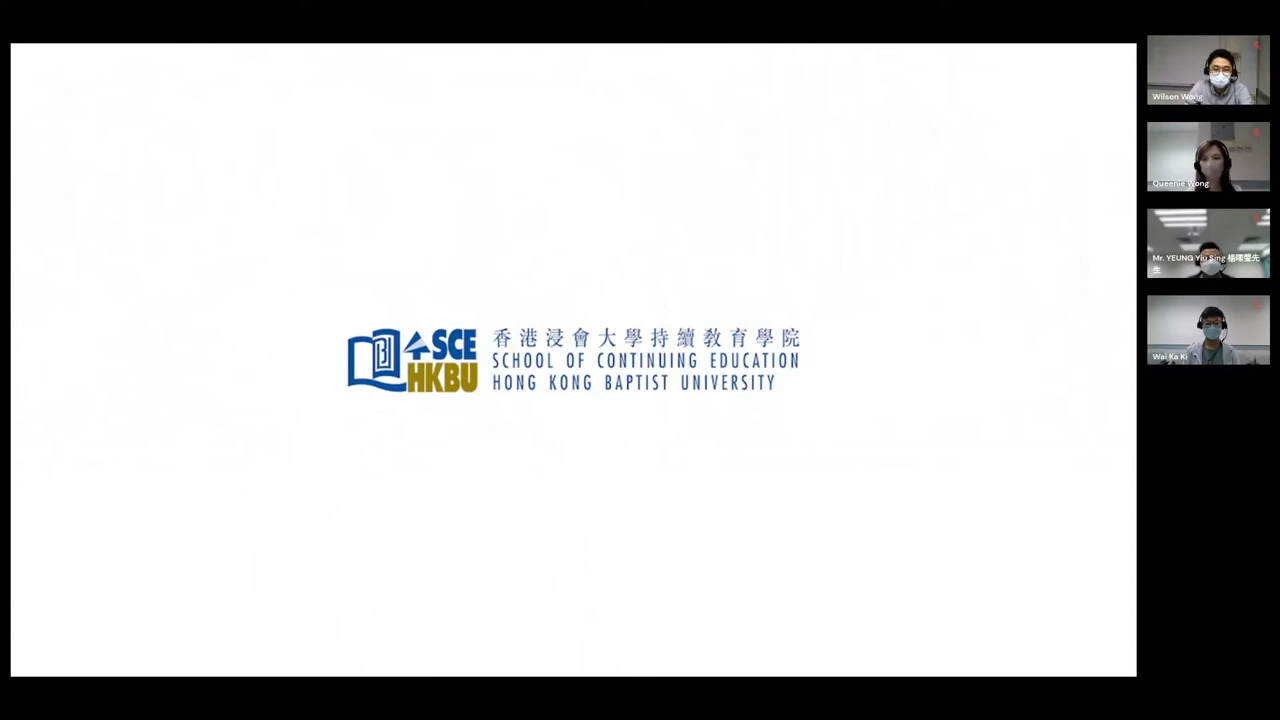 SCE
HKBU
香港浸會大學持續教育學院
SCHOOL OF CONTINUING EDUCATION
HONG KONG BAPTIST UNIVERSITY
Wilson Wong
Queenie Wong
Mr. YEUNG Yiu Sing 楊曜聲先
生
Wai Ka Ki